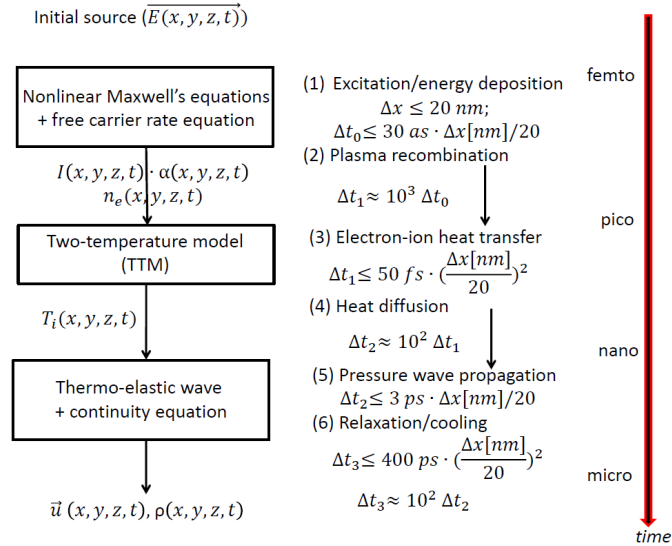 Initial source (E(x, y, z, t))
Nonlinear Maxwell's equations
+ free carrier rate equation
I(x, y, z, t) · α(x, y, z, t)
nₑ(x, y, z, t)
Two-temperature model
(TTM)
Tᵢ(x, y, z, t)
Thermo-elastic wave
+ continuity equation
u⃗ (x, y, z, t), ρ(x, y, z, t)
(1) Excitation/energy deposition
Δx ≤ 20 nm;
Δt₀ ≤ 30 as · Δx[nm]/20
(2) Plasma recombination
Δt₁ ≈ 10³ Δt₀
(3) Electron-ion heat transfer
Δt₁ ≤ 50 fs · (Δx[nm]/20)²
(4) Heat diffusion
Δt₂ ≈ 10² Δt₁
(5) Pressure wave propagation
Δt₂ ≤ 3 ps · Δx[nm]/20
(6) Relaxation/cooling
Δt₃ ≤ 400 ps · (Δx[nm]/20)²
Δt₃ ≈ 10² Δt₂
femto
pico
nano
micro
time